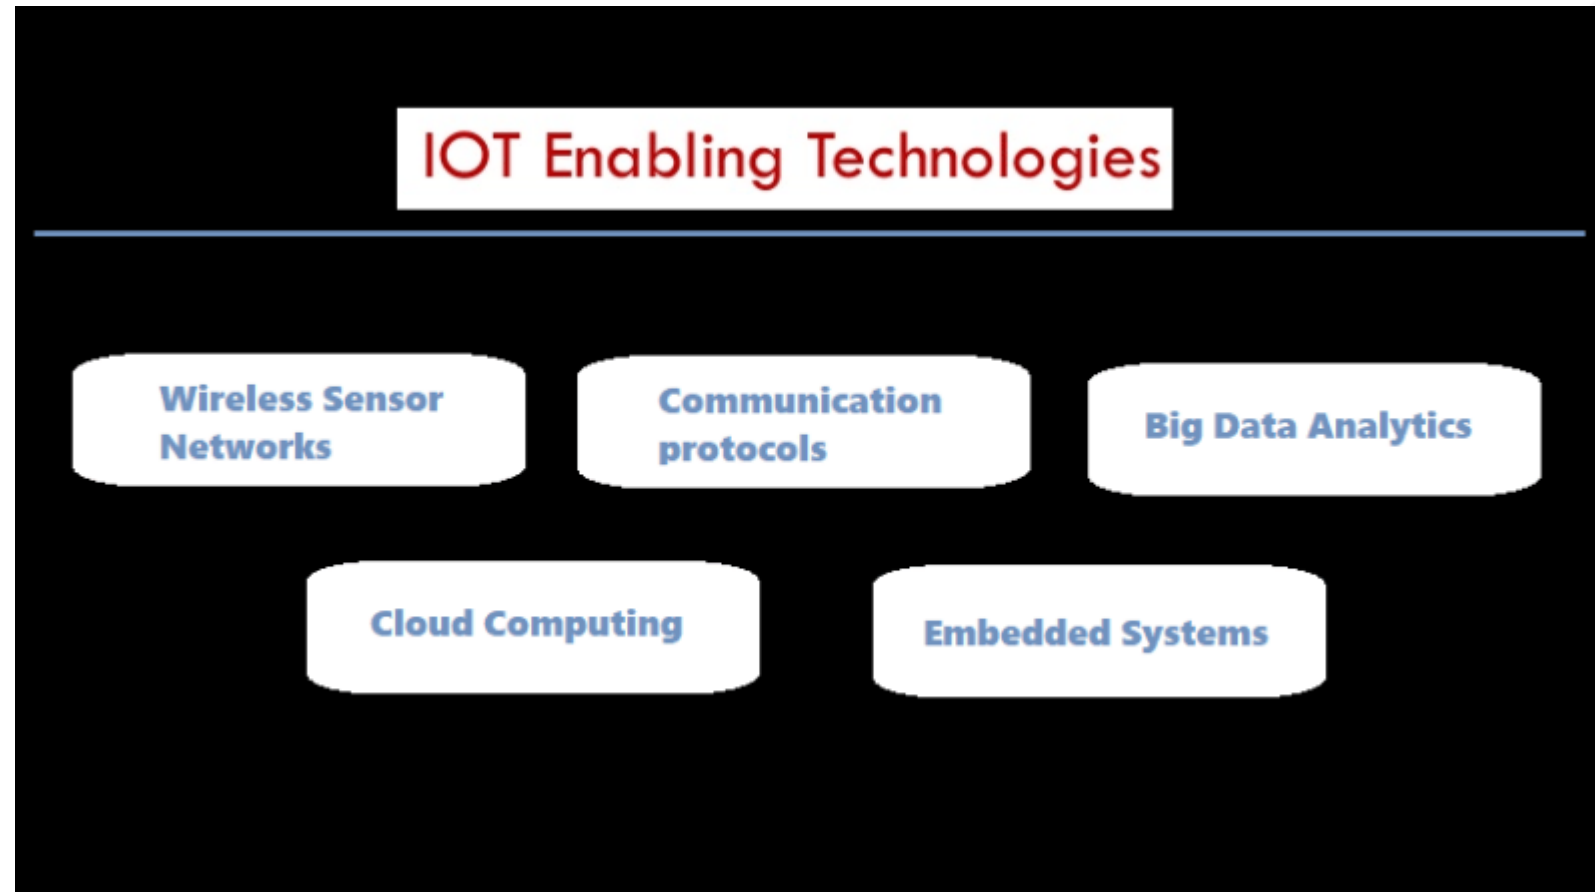 IOT Enabling Technologies
Wireless Sensor
Networks
Communication
protocols
Big Data Analytics
Cloud Computing
Embedded Systems